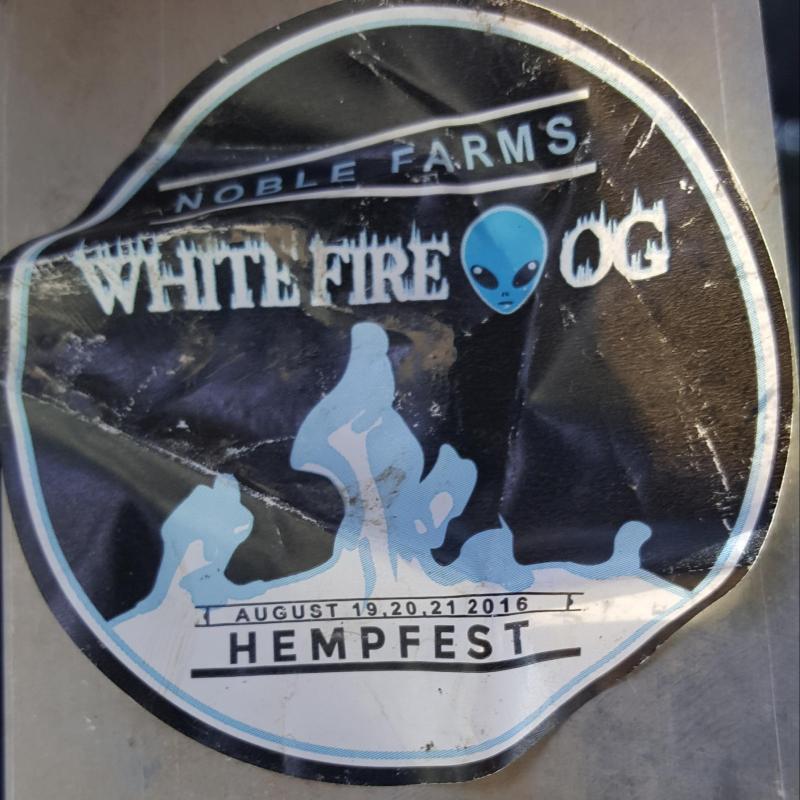 NOBLE FARMS
WHITE FIRE OG
AUGUST 19,20,21 2016
HEMPFEST